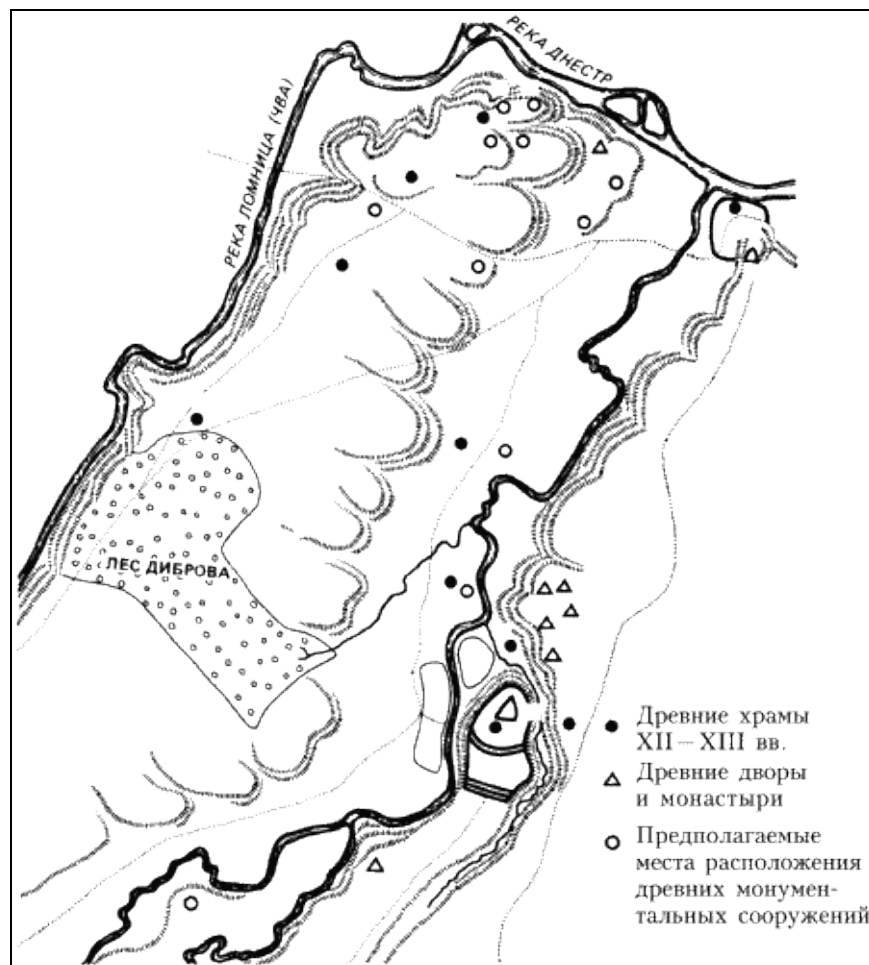 РЕКА ДНЕСТР
РЕКА ЛОМНИЦА (ЧВА)
ЛЕС ДИБРОВА
Древние храмы
XII – XIII вв.
Древние дворы
и монастыри
Предполагаемые
места расположения
древних монумен-
тальных сооружений